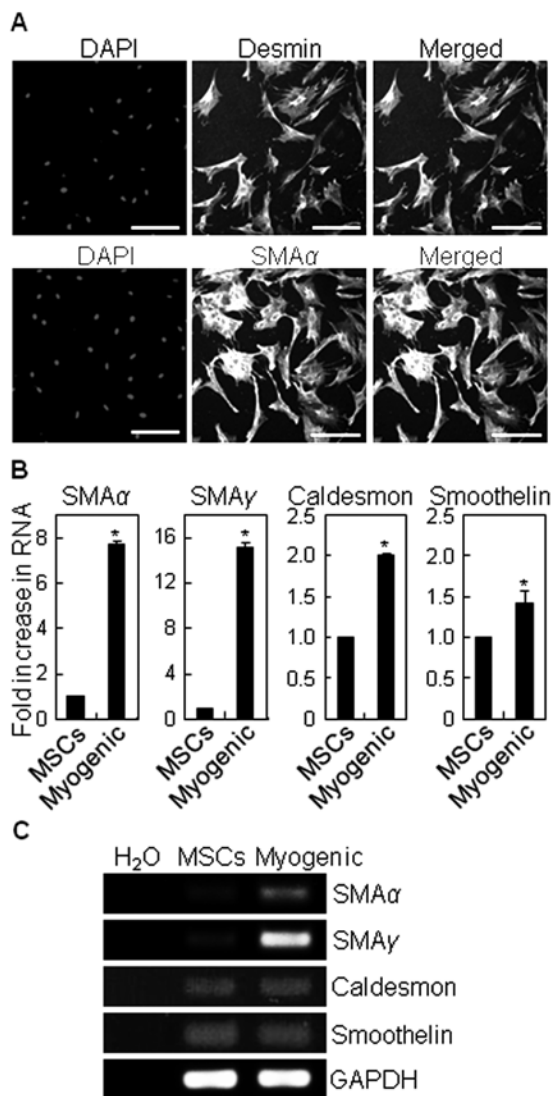 A
DAPI Desmin Merged
DAPI SMAα Merged
B
SMAα SMAγ Caldesmon Smoothelin
Fold increase in RNA
8
6
4
2
0
*
16
12
8
4
0
*
2.5
2.0
1.5
1.0
0.5
0
*
2.5
2.0
1.5
1.0
0.5
0
*
MSCs Myogenic MSCs Myogenic MSCs Myogenic MSCs Myogenic
C
H₂O MSCs Myogenic
SMAα
SMAγ
Caldesmon
Smoothelin
GAPDH